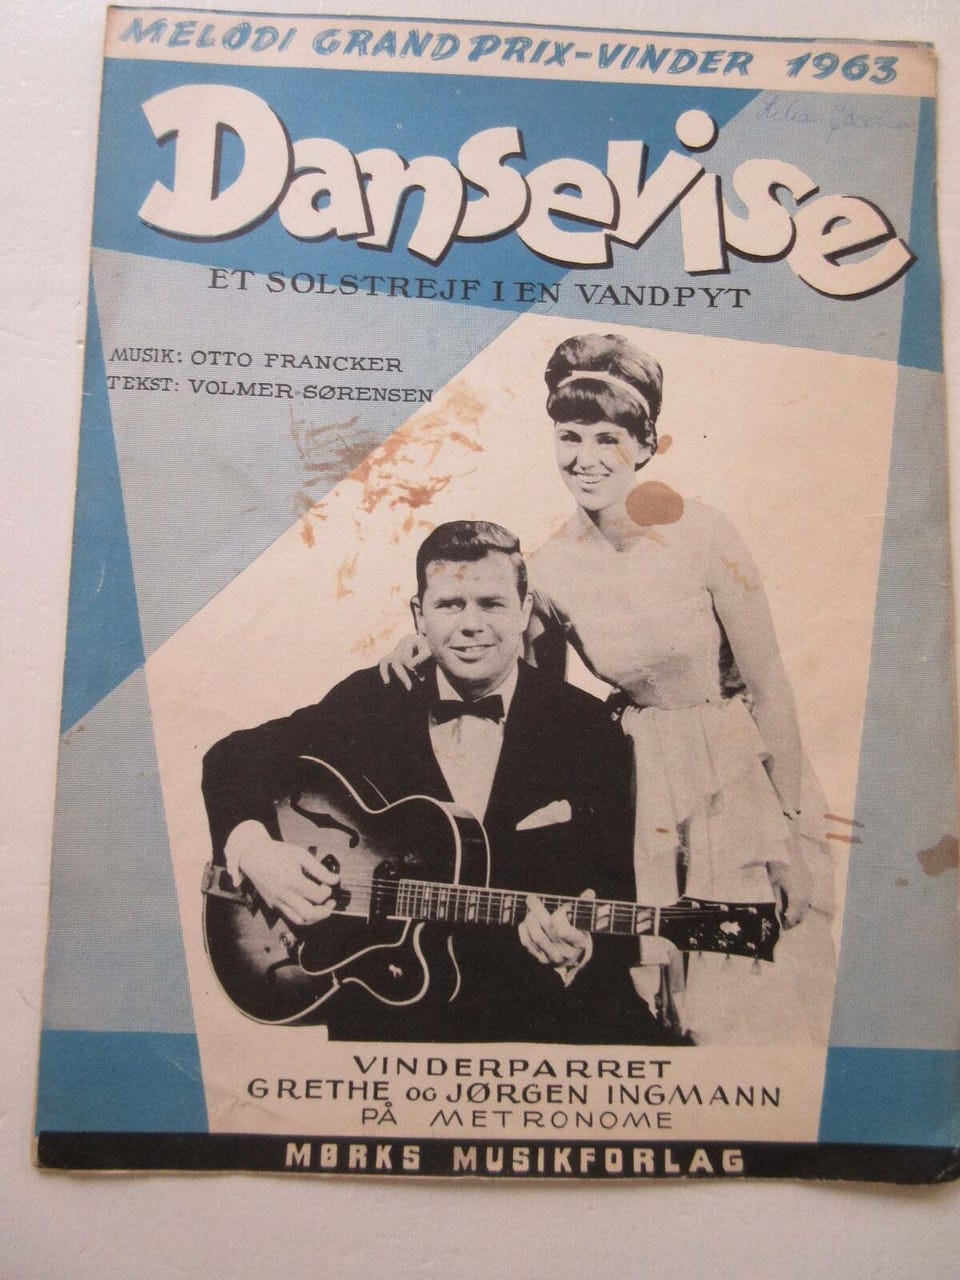 MELØDI GRAND PRIX-VINDER 1963
Dansevise
ET SOLSTREJF I EN VANDPYT
MUSIK: OTTO FRANCKER
TEKST: VOLMER SØRENSEN
VINDERPARRET
GRETHE OG JØRGEN INGMANN
PÅ METRONOME
MØRKS MUSIKFORLAG